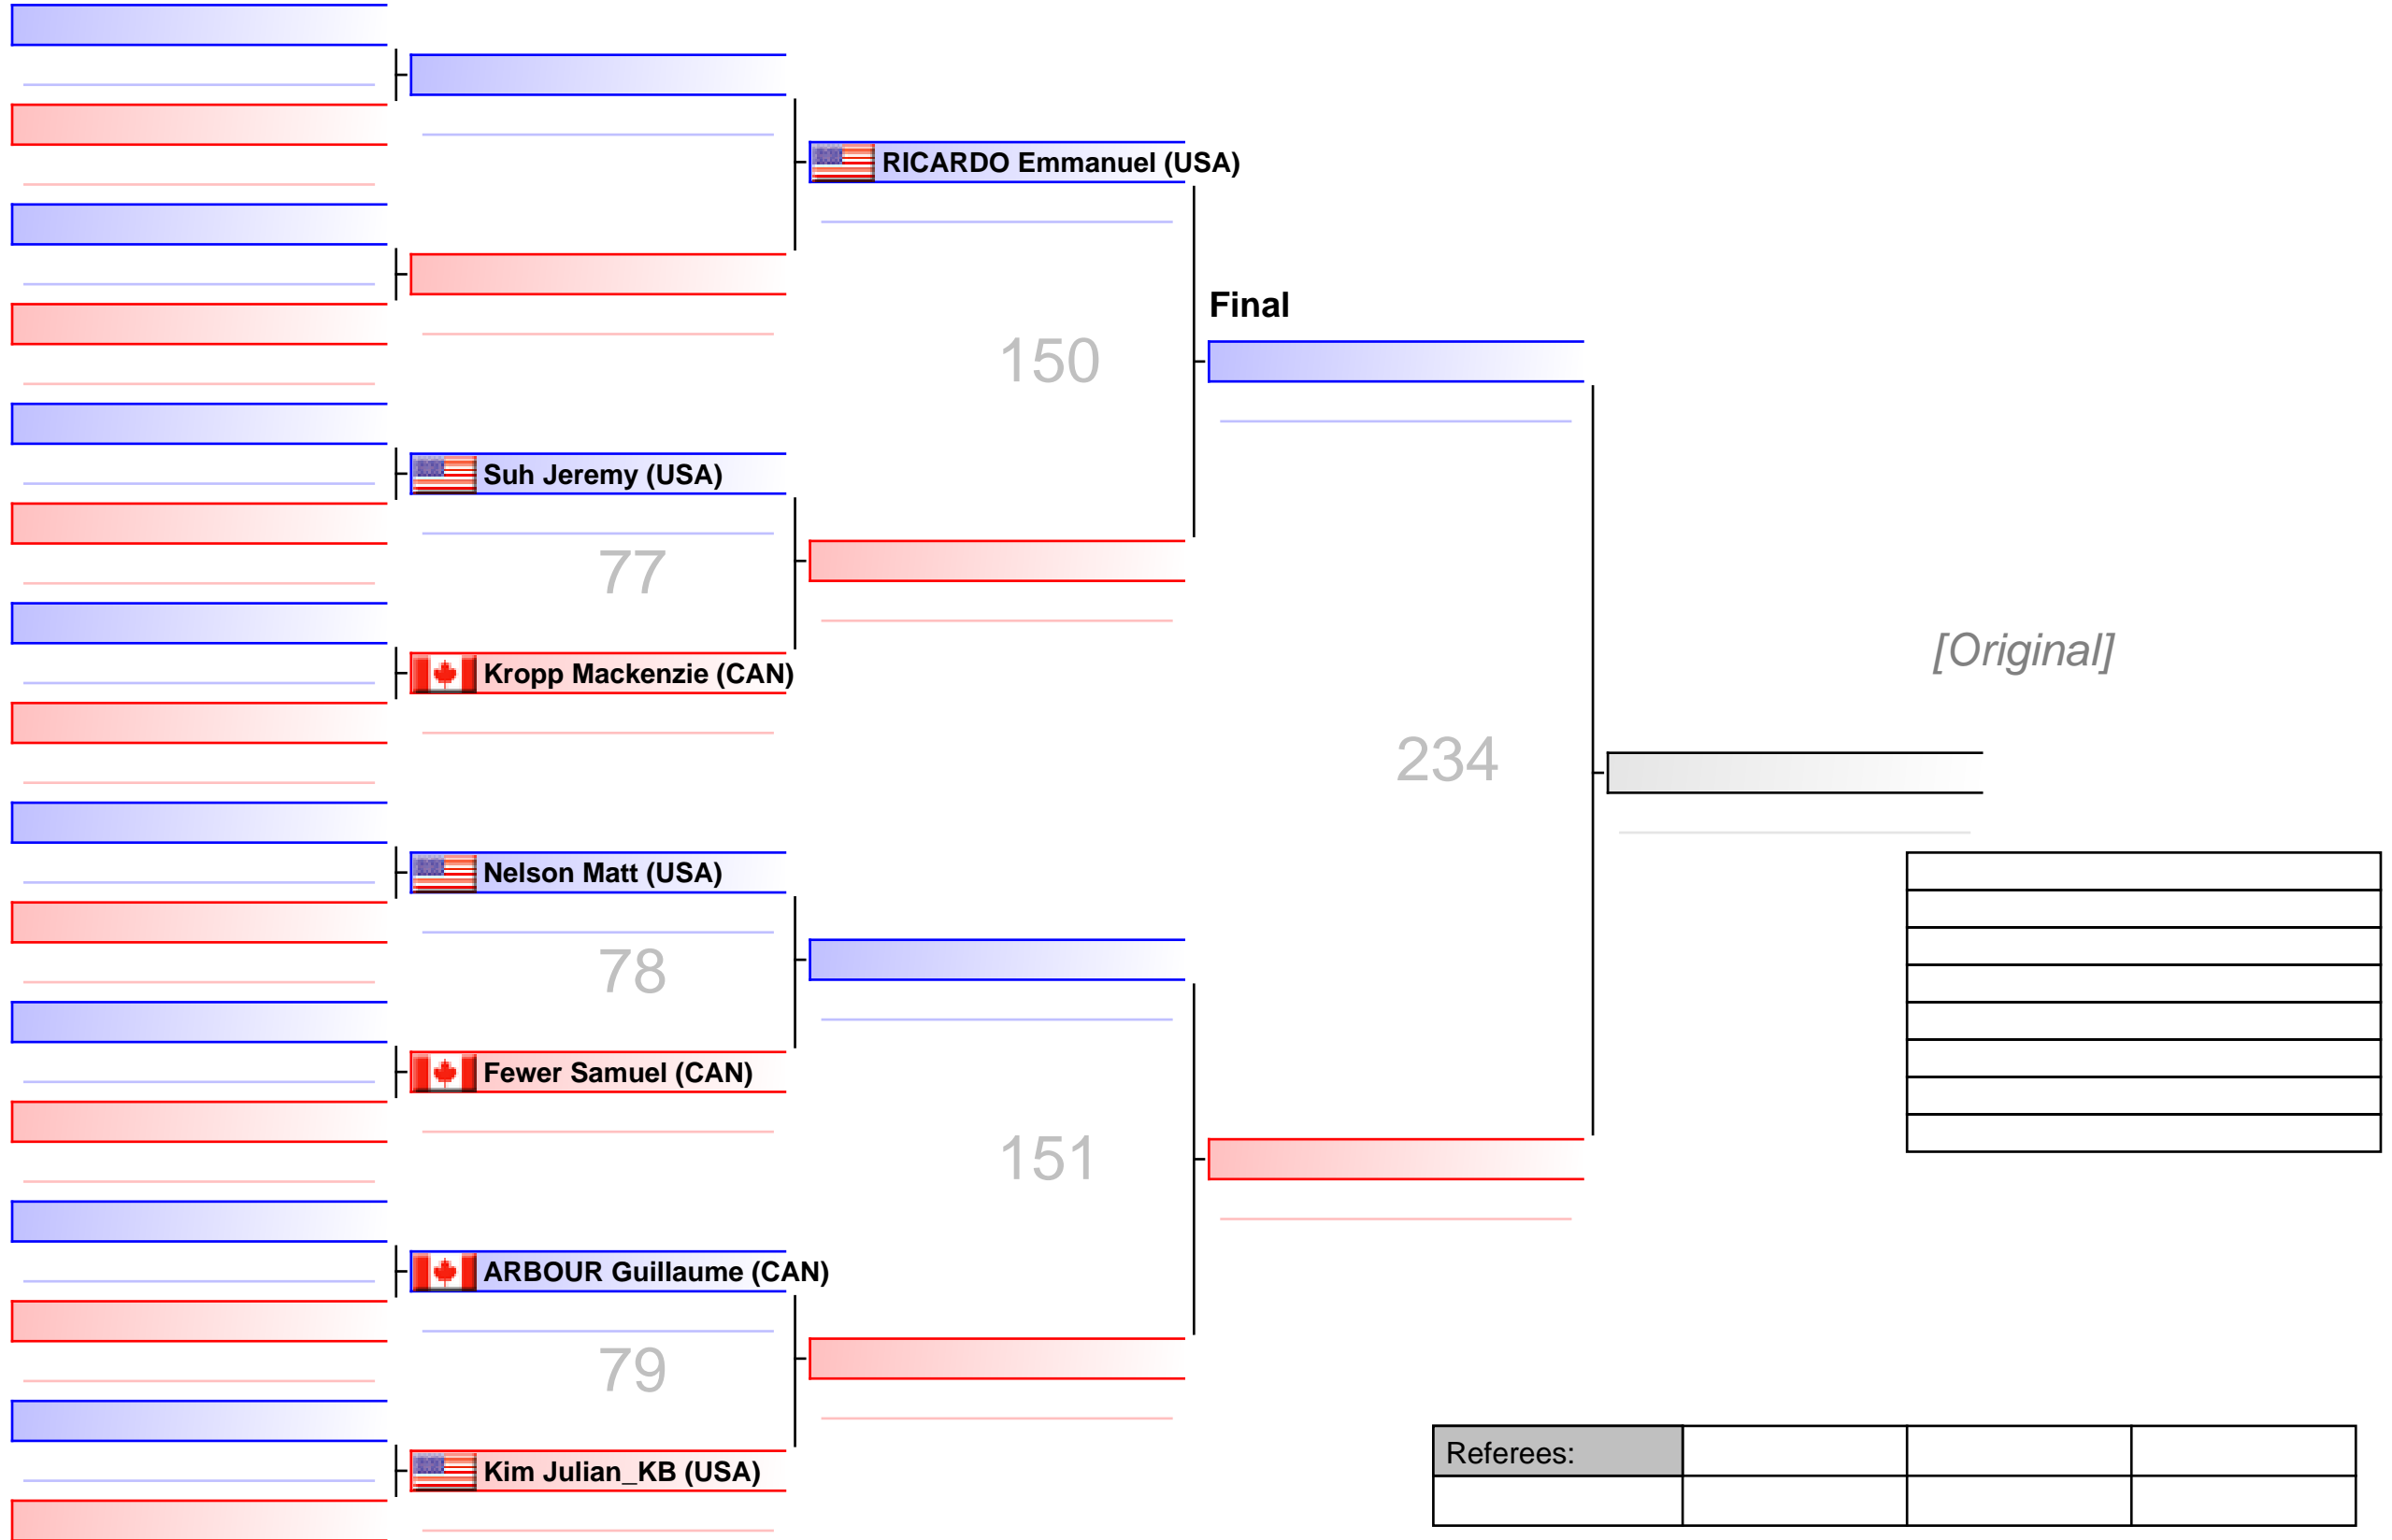 RICARDO Emmanuel (USA)
Final
150
Suh Jeremy (USA)
77
Kropp Mackenzie (CAN)
[Original]
234
Nelson Matt (USA)
78
Fewer Samuel (CAN)
151
ARBOUR Guillaume (CAN)
79
Kim Julian_KB (USA)
Referees: